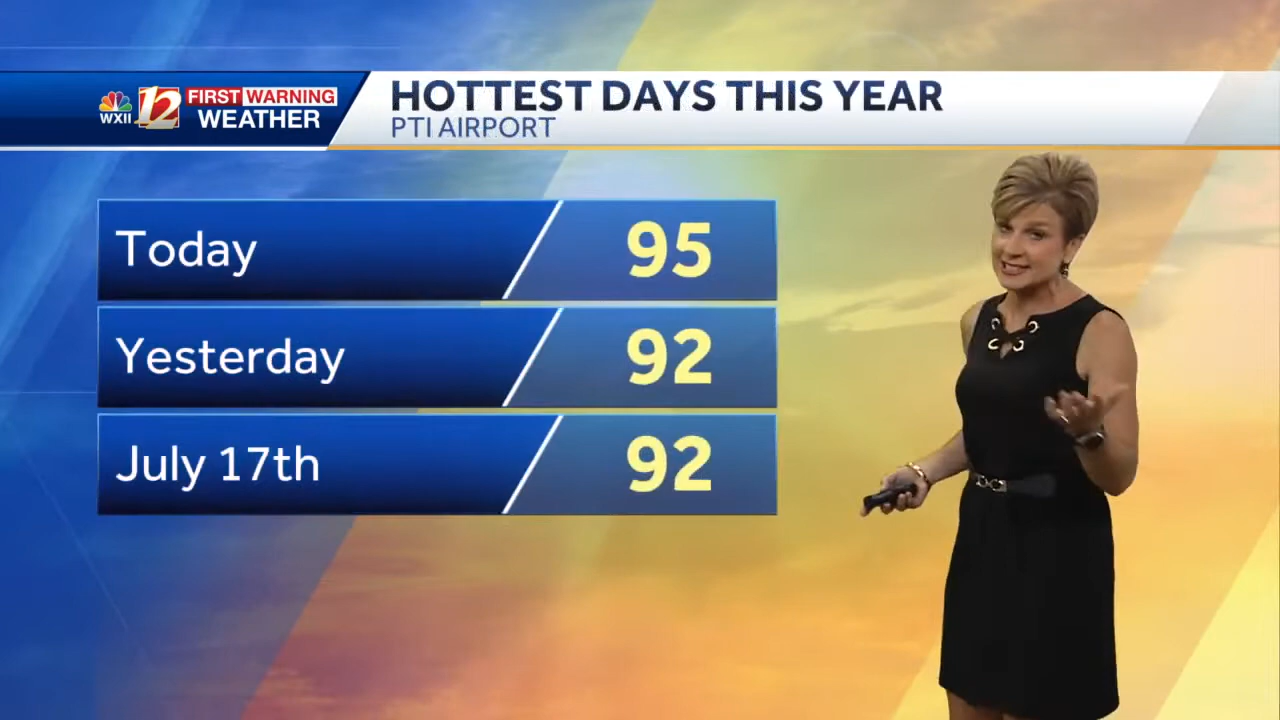 WXII 12 FIRST WARNING
WEATHER
HOTTEST DAYS THIS YEAR
PTI AIRPORT
Today 95
Yesterday 92
July 17th 92